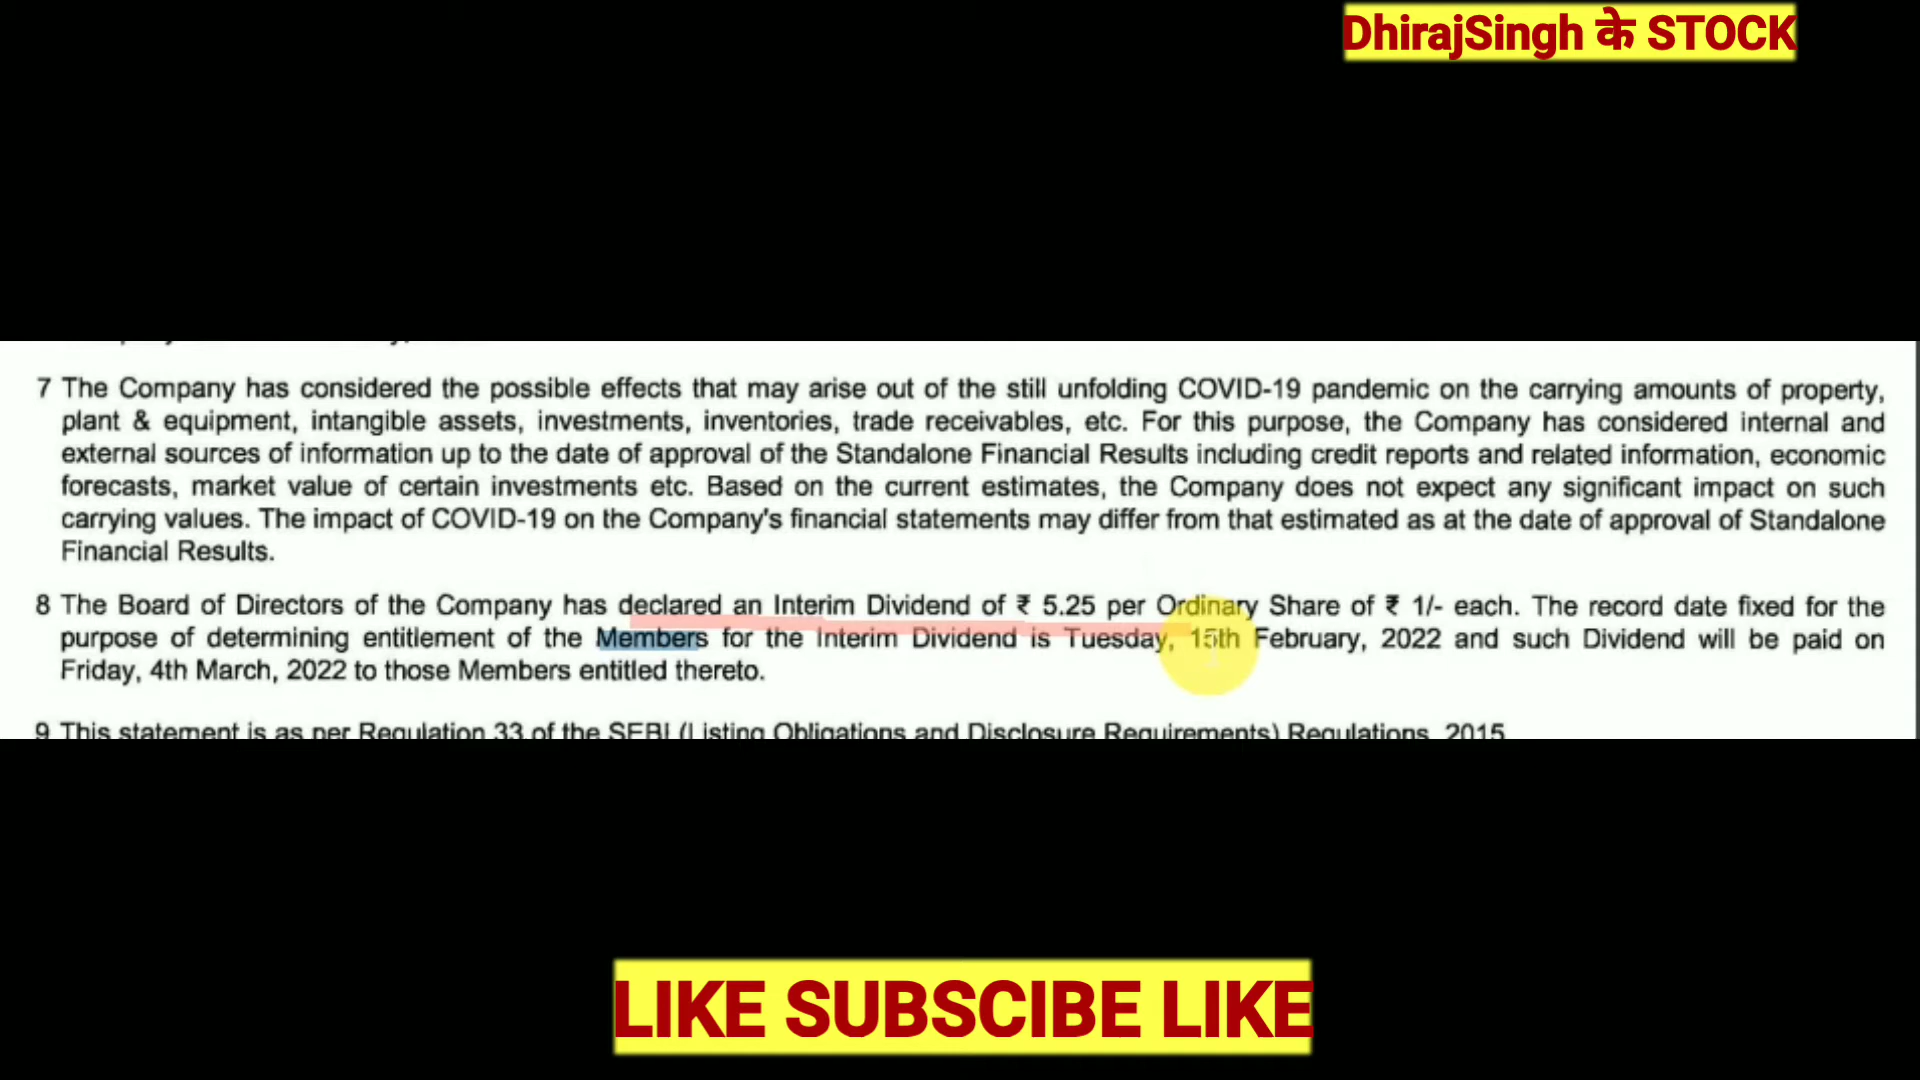 DhirajSingh के STOCK
7 The Company has considered the possible effects that may arise out of the still unfolding COVID-19 pandemic on the carrying amounts of property,
plant & equipment, intangible assets, investments, inventories, trade receivables, etc. For this purpose, the Company has considered internal and
external sources of information up to the date of approval of the Standalone Financial Results including credit reports and related information, economic
forecasts, market value of certain investments etc. Based on the current estimates, the Company does not expect any significant impact on such
carrying values. The impact of COVID-19 on the Company's financial statements may differ from that estimated as at the date of approval of Standalone
Financial Results.
8 The Board of Directors of the Company has declared an Interim Dividend of ₹ 5.25 per Ordinary Share of ₹ 1/- each. The record date fixed for the
purpose of determining entitlement of the Members for the Interim Dividend is Tuesday, 15th February, 2022 and such Dividend will be paid on
Friday, 4th March, 2022 to those Members entitled thereto.
9 This statement is as per Regulation 33 of the SEBI (Listing Obligations and Disclosure Requirements) Regulations, 2015
LIKE SUBSCIBE LIKE